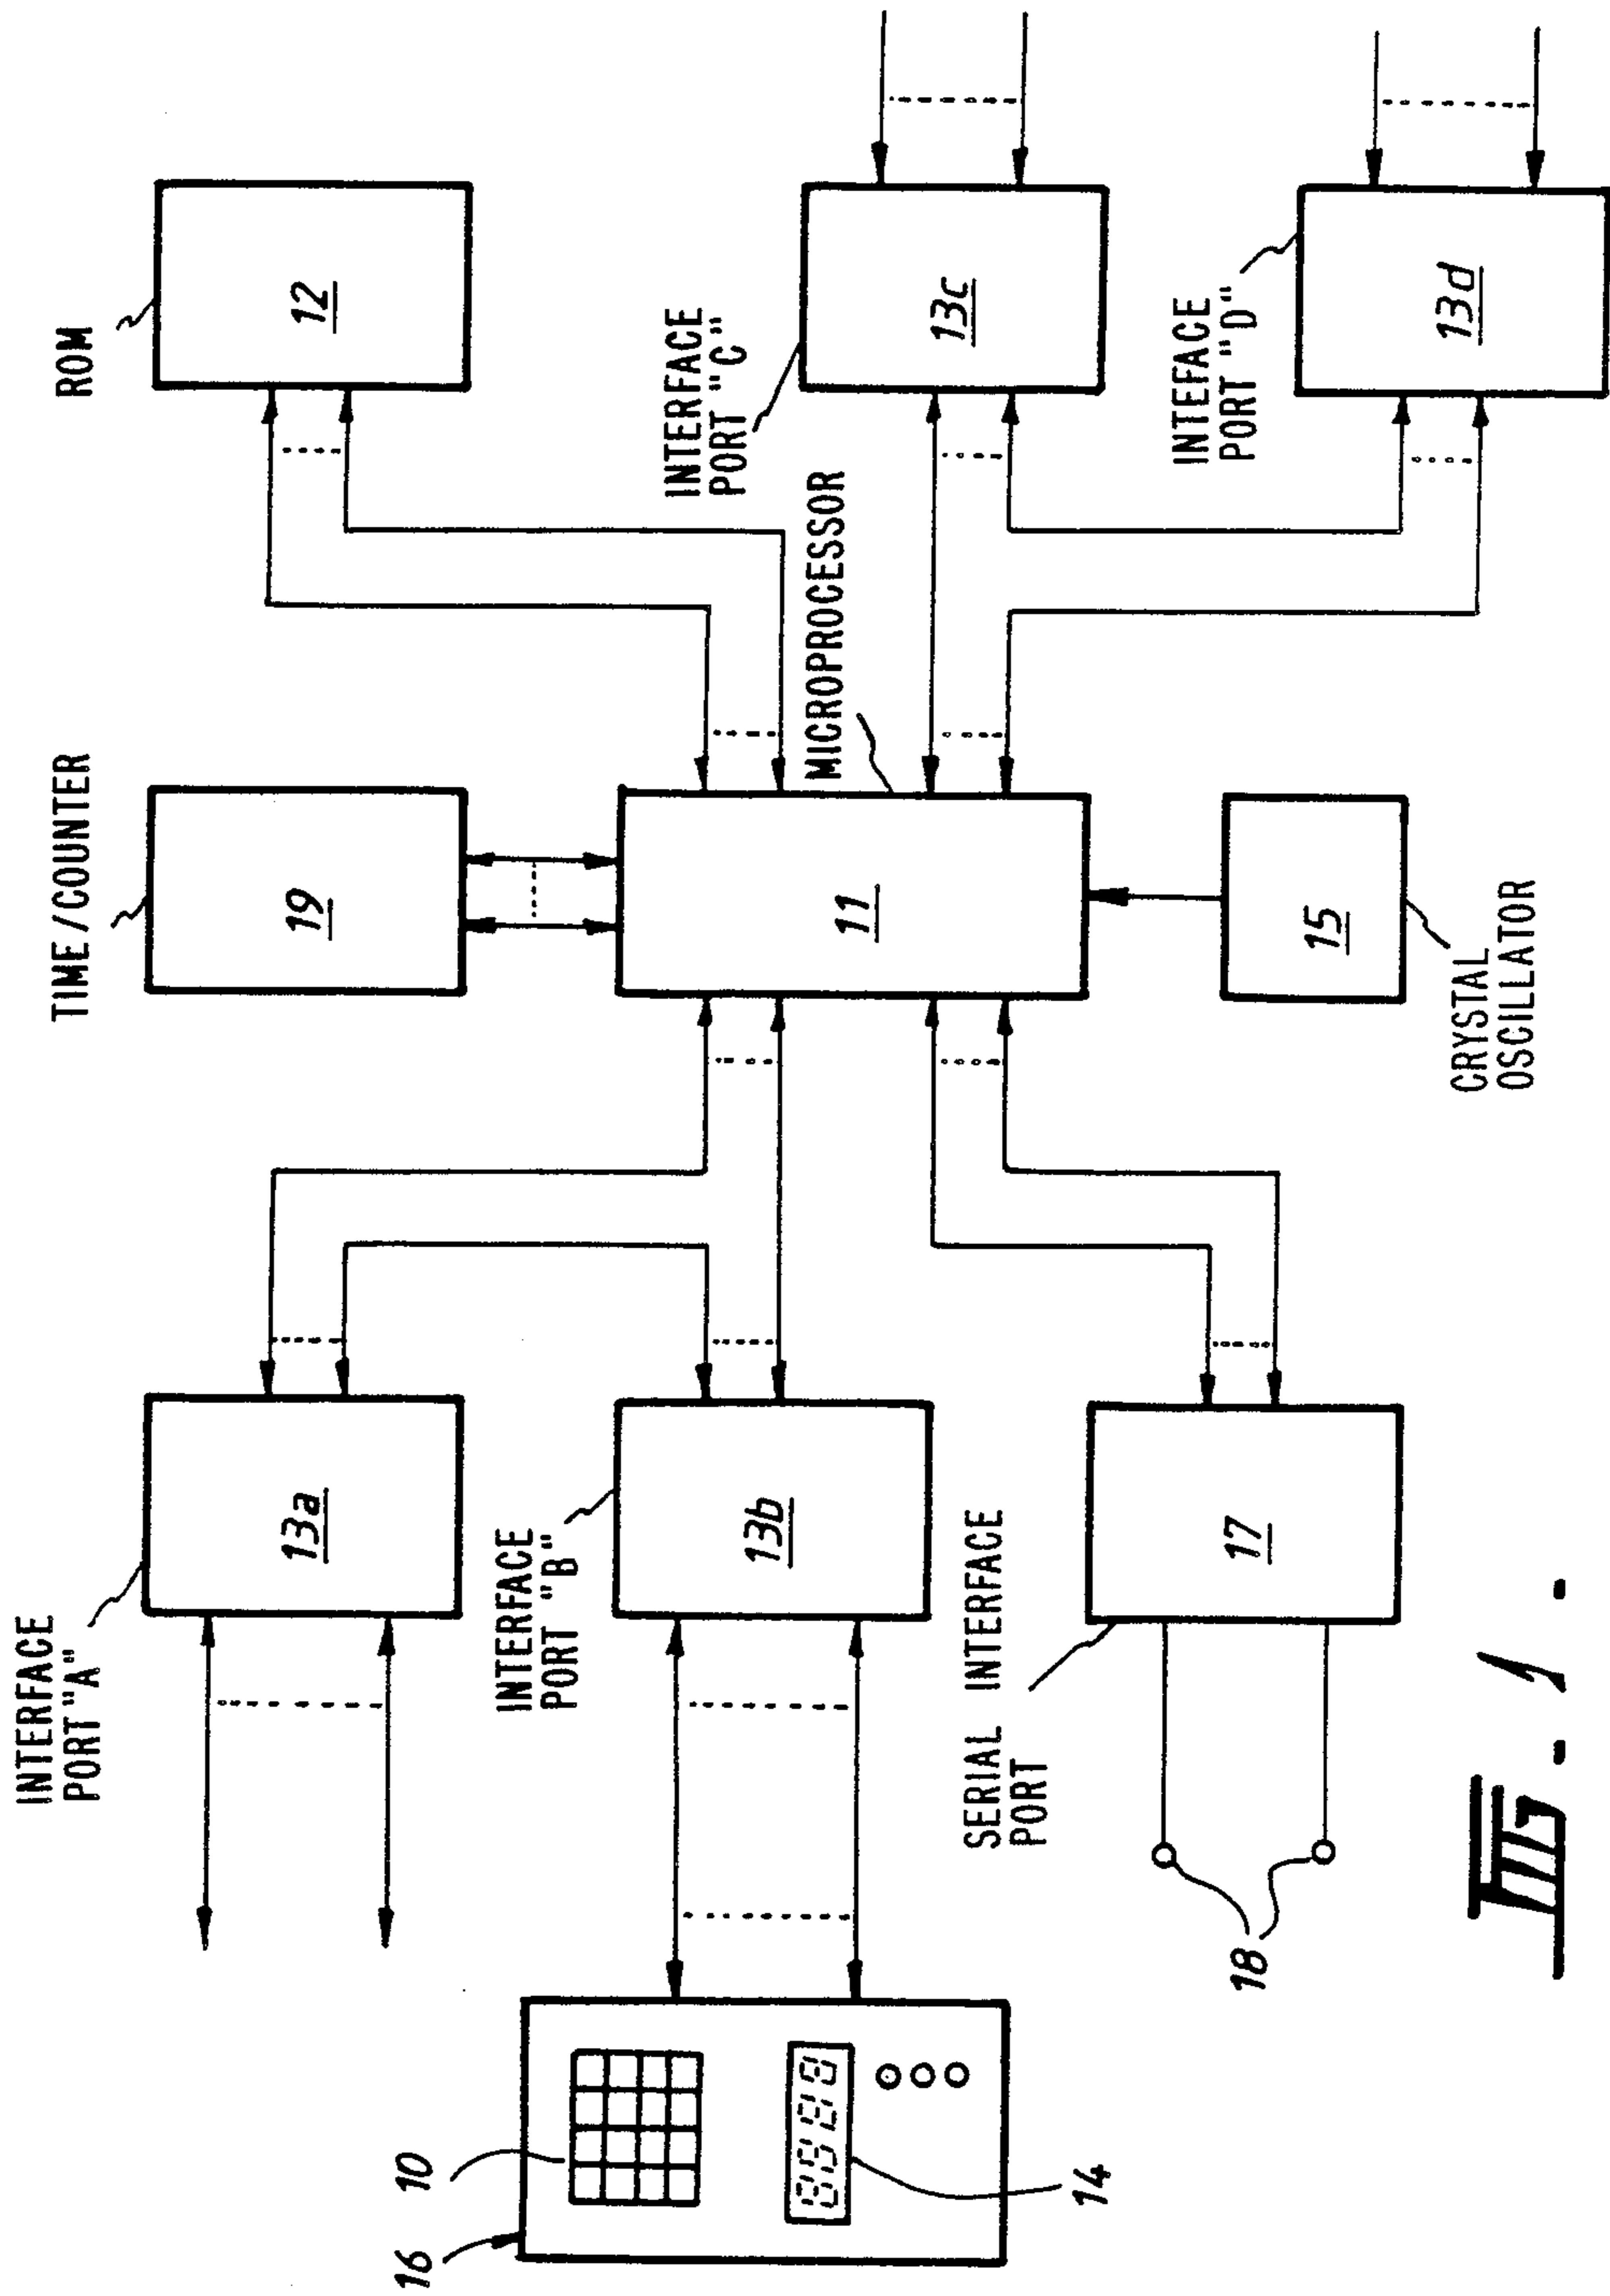 INTERFACE
PORT "A"
13a
TIME/COUNTER
19
ROM
12
16
10
14
INTERFACE
PORT "B"
13b
MICROPROCESSOR
11
INTERFACE
PORT "C"
13c
SERIAL INTERFACE
PORT
17
18
CRYSTAL
OSCILLATOR
15
INTEFACE
PORT "D"
13d
FIG. 1.